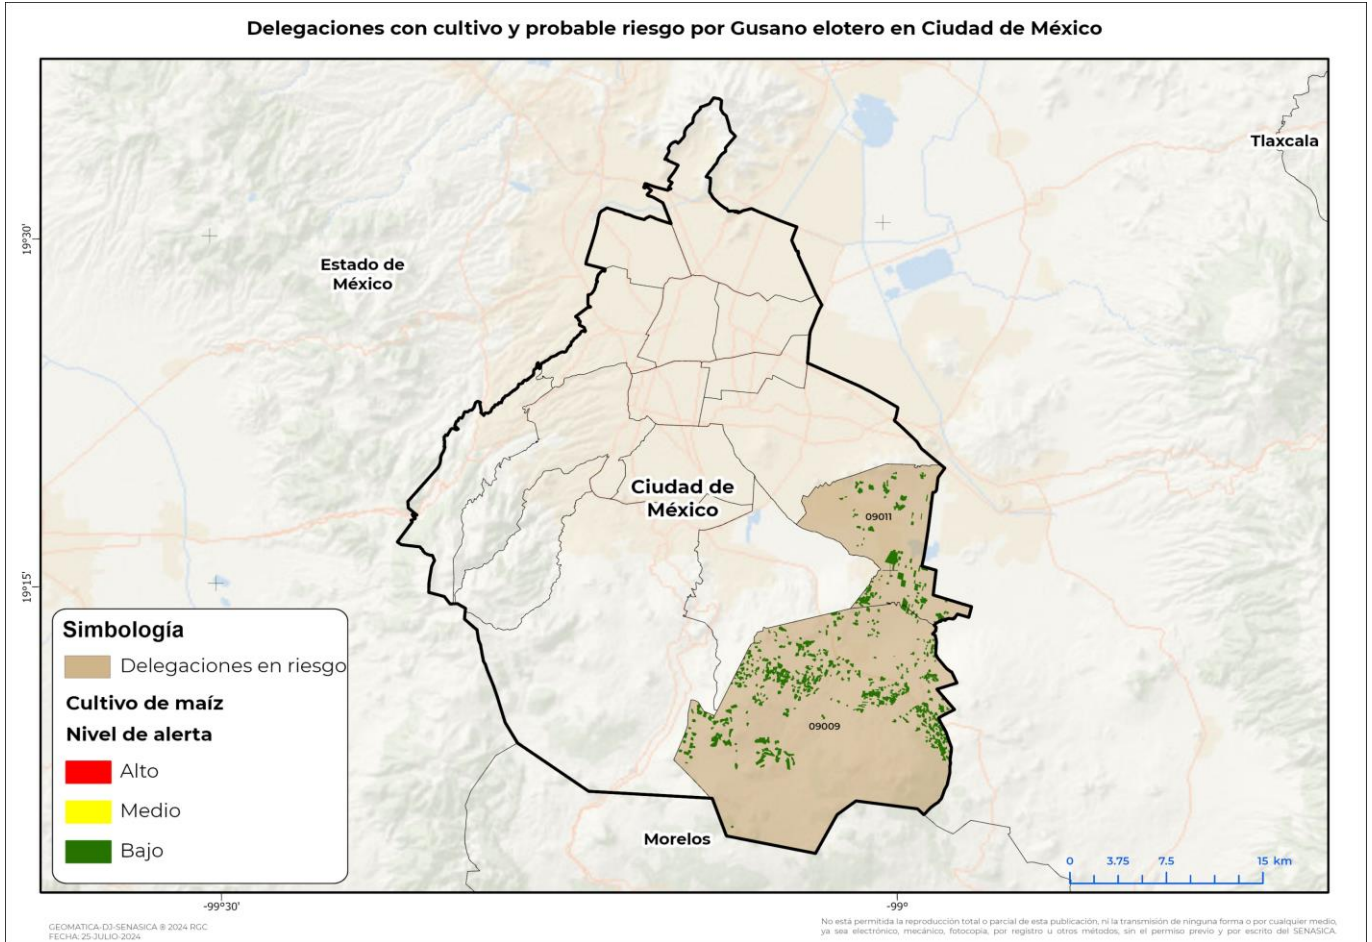 Delegaciones con cultivo y probable riesgo por Gusano elotero en Ciudad de México
Tlaxcala
19°30'
Estado de
México
Ciudad de
México
09011
19°15'
Simbología
Delegaciones en riesgo
Cultivo de maíz
Nivel de alerta
Alto
Medio
Bajo
09009
Morelos
0 3.75 7.5 15 km
-99°30'
-99°
GEOMATICA-DJ-SENASICA ® 2024 RGC
FECHA: 25-JULIO-2024
No está permitida la reproducción total o parcial de esta publicación, ni la transmisión de ninguna forma o por cualquier medio,
ya sea electrónico, mecánico, fotocopia, por registro u otros métodos, sin el permiso previo y por escrito del SENASICA.